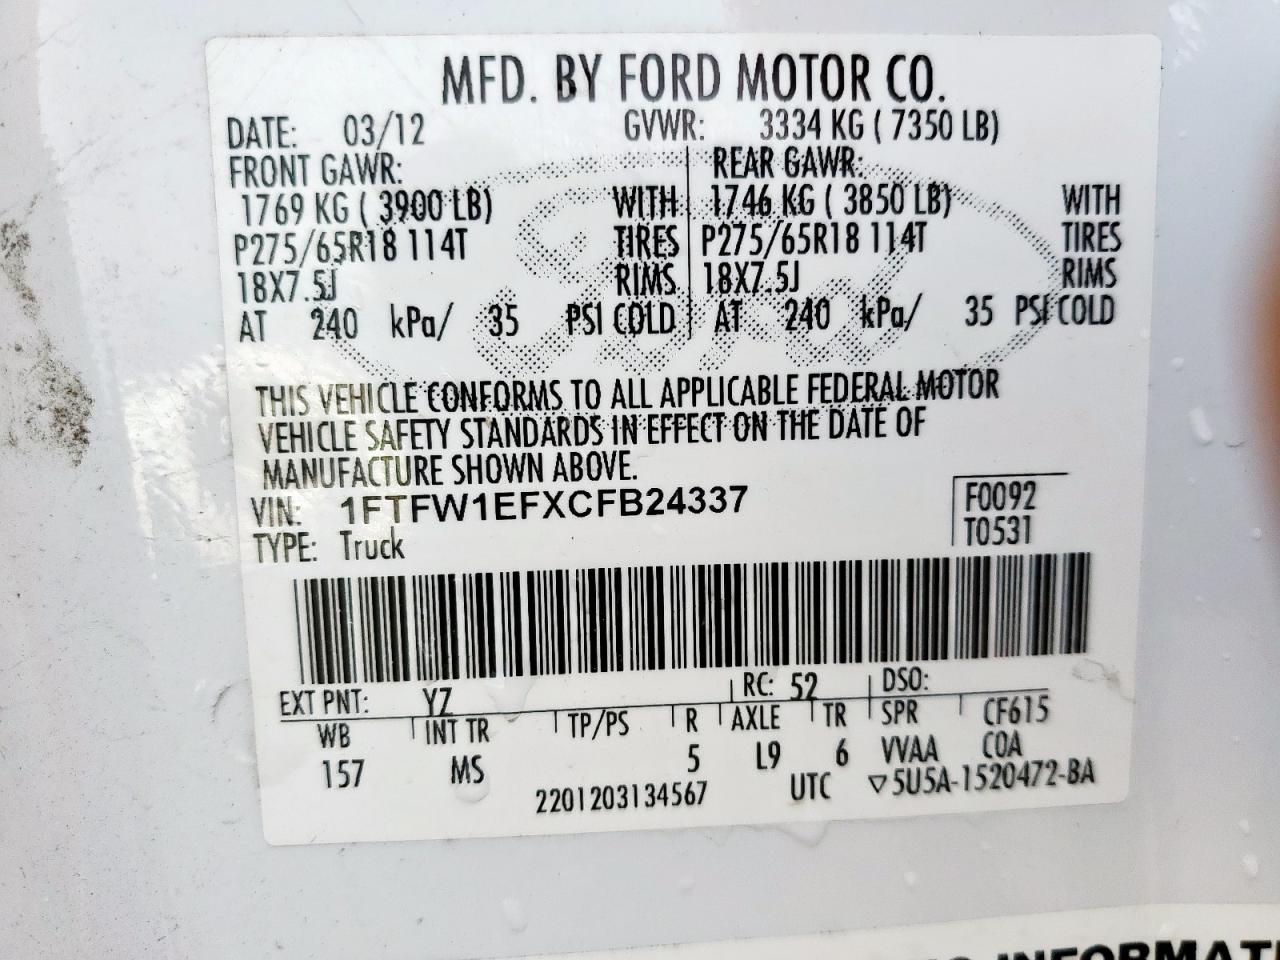 MFD. BY FORD MOTOR CO.
DATE: 03/12 GVWR: 3334 KG ( 7350 LB)
FRONT GAWR: REAR GAWR:
1769 KG ( 3900 LB) WITH 1746 KG ( 3850 LB) WITH
P275/65R18 114T TIRES P275/65R18 114T TIRES
18X7.5J RIMS 18X7.5J RIMS
AT 240 kPa/ 35 PSI COLD AT 240 kPa/ 35 PSI COLD
Ford
THIS VEHICLE CONFORMS TO ALL APPLICABLE FEDERAL MOTOR
VEHICLE SAFETY STANDARDS IN EFFECT ON THE DATE OF
MANUFACTURE SHOWN ABOVE.
VIN: 1FTFW1EFXCFB24337 F0092
TYPE: Truck T0531
EXT PNT: YZ RC: 52 DSO:
WB INT TR TP/PS R AXLE TR SPR CF615
157 MS 5 L9 6 VVAA COA
2201203134567 UTC ▽5U5A-1520472-BA